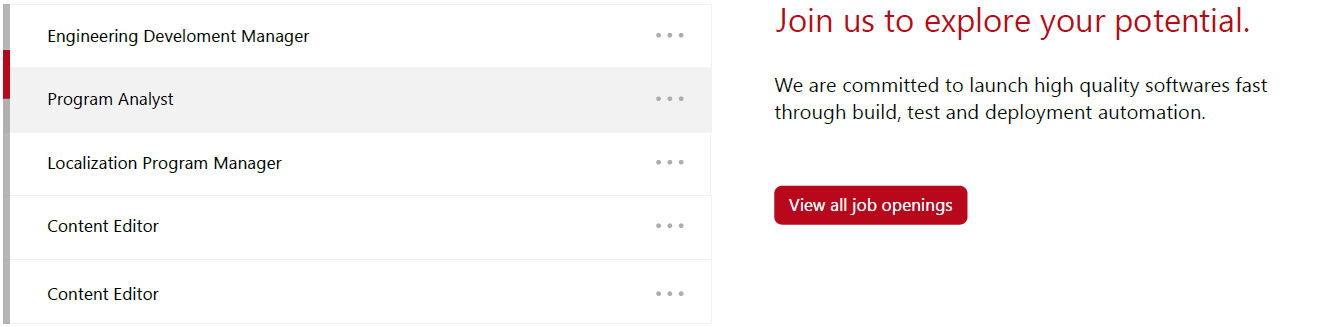 Engineering Develoment Manager
Program Analyst
Localization Program Manager
Content Editor
Content Editor
Join us to explore your potential.
We are committed to launch high quality softwares fast
through build, test and deployment automation.
View all job openings